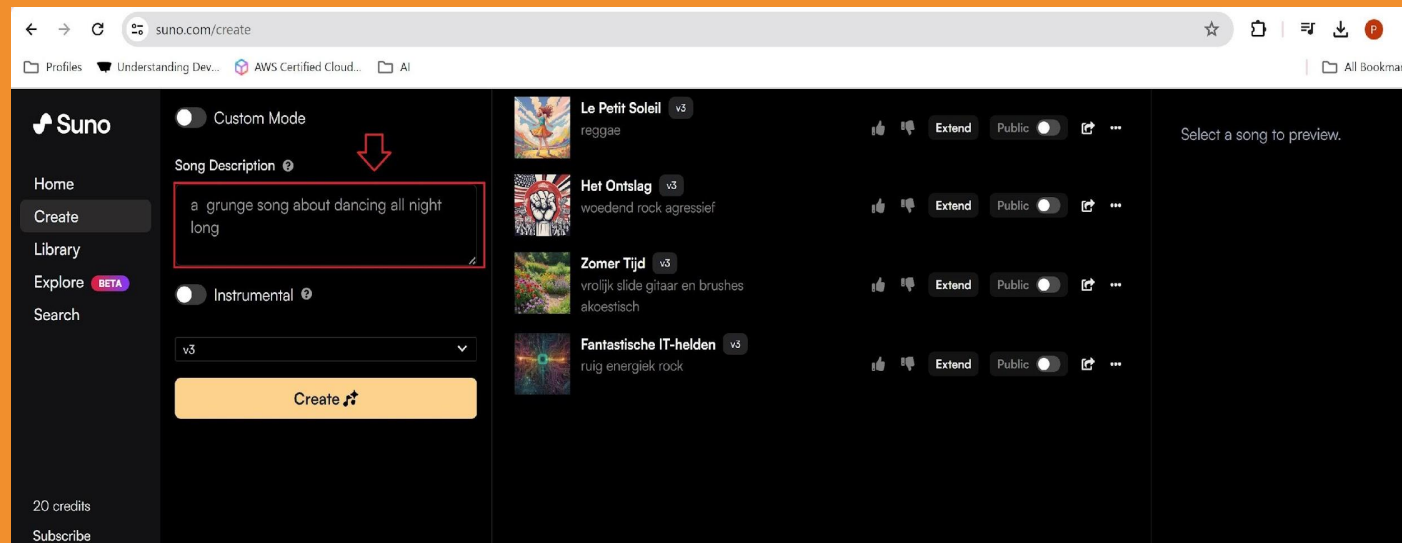 suno.com/create
P
Profiles
Understanding Dev...
AWS Certified Cloud...
AI
All Bookma
Suno
Home
Create
Library
Explore BETA
Search
20 credits
Subscribe
Custom Mode
Song Description ?
a grunge song about dancing all night
long
Instrumental ?
v3
Create
Le Petit Soleil v3
reggae
Extend Public
Het Ontslag v3
woedend rock agressief
Extend Public
Zomer Tijd v3
vrolijk slide gitaar en brushes
akoestisch
Extend Public
Fantastische IT-helden v3
ruig energiek rock
Extend Public
Select a song to preview.